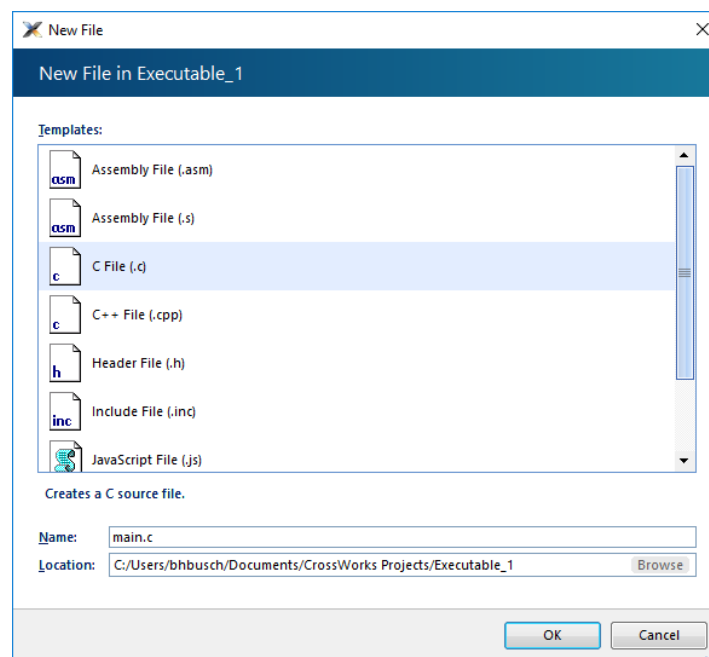 New File
New File in Executable_1
Templates:
asm Assembly File (.asm)
asm Assembly File (.s)
c C File (.c)
c C++ File (.cpp)
h Header File (.h)
inc Include File (.inc)
JavaScript File (.js)
Creates a C source file.
Name: main.c
Location: C:/Users/bhbusch/Documents/CrossWorks Projects/Executable_1 Browse
OK Cancel